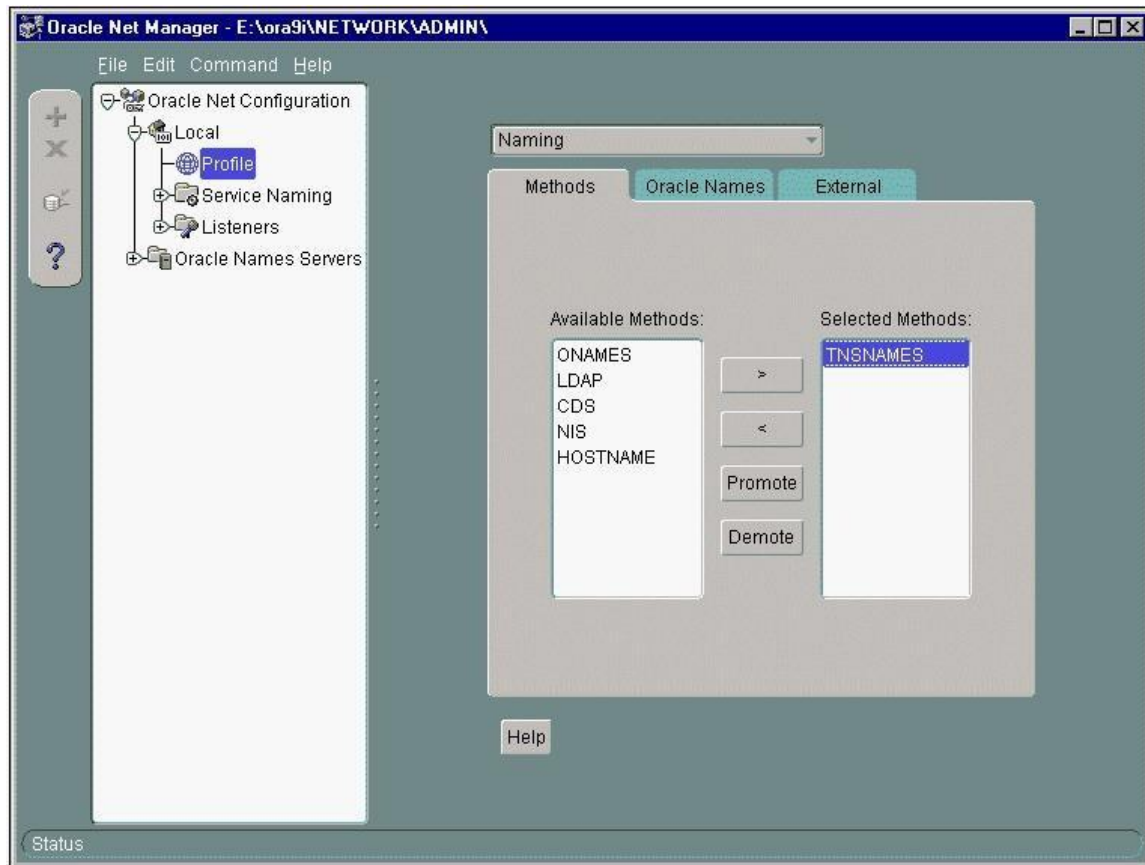 Oracle Net Manager - E:\ora9i\NETWORK\ADMIN\
File Edit Command Help
Oracle Net Configuration
Local
Profile
Service Naming
Listeners
Oracle Names Servers
Naming
Methods Oracle Names External
Available Methods:
ONAMES
LDAP
CDS
NIS
HOSTNAME
>
<
Promote
Demote
Selected Methods:
TNSNAMES
Help
Status